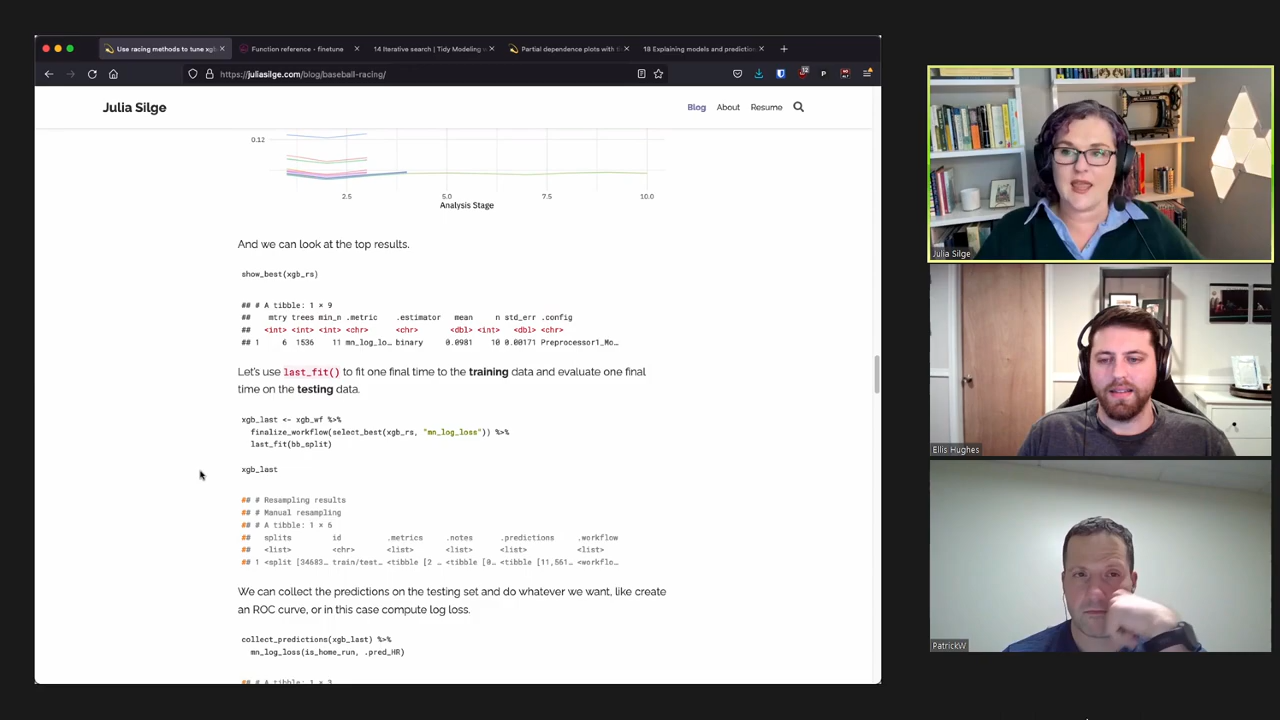 Use racing methods to tune xgb
Function reference - finetune
14 Iterative search | Tidy Modeling w
Partial dependence plots with ti
18 Explaining models and prediction
https://juliasilge.com/blog/baseball-racing/
12
Julia Silge
Blog About Resume
0.12
2.5 5.0 7.5 10.0
Analysis Stage
And we can look at the top results.
show_best(xgb_rs)
## # A tibble: 1 × 9
## mtry trees min_n .metric .estimator mean n std_err .config
## <int> <int> <int> <chr> <chr> <dbl> <int> <dbl> <chr>
## 1 6 1536 11 mn_log_lo… binary 0.0981 10 0.00171 Preprocessor1_Mo…
Let's use last_fit() to fit one final time to the training data and evaluate one final
time on the testing data.
xgb_last <- xgb_wf %>%
finalize_workflow(select_best(xgb_rs, "mn_log_loss")) %>%
last_fit(bb_split)
xgb_last
## # Resampling results
## # Manual resampling
## # A tibble: 1 × 6
## splits id .metrics .notes .predictions .workflow
## <list> <chr> <list> <list> <list> <list>
## 1 <split [34683… train/test… <tibble [2 … <tibble [0… <tibble [11,561… <workflo…
We can collect the predictions on the testing set and do whatever we want, like create
an ROC curve, or in this case compute log loss.
collect_predictions(xgb_last) %>%
mn_log_loss(is_home_run, .pred_HR)
## # A tibble: 1 × 3
Julia Silge
Ellis Hughes
PatrickW